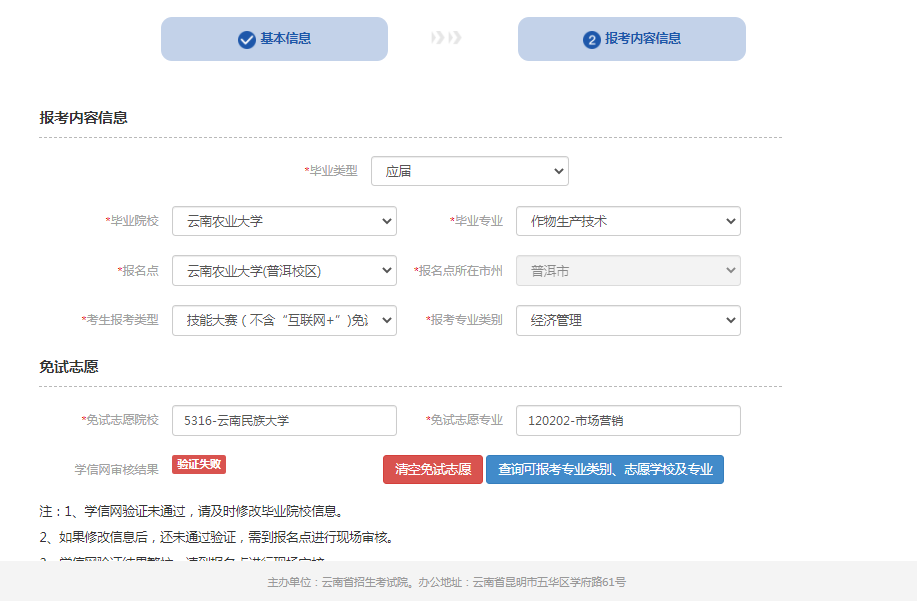 基本信息
2 报考内容信息
报考内容信息
*毕业类型 应届
*毕业院校 云南农业大学 *毕业专业 作物生产技术
*报名点 云南农业大学(普洱校区) *报名点所在市州 普洱市
*考生报考类型 技能大赛（不含“互联网+”)免 *报考专业类别 经济管理
免试志愿
*免试志愿院校 5316-云南民族大学 *免试志愿专业 120202-市场营销
学信网审核结果 验证失败 清空免试志愿 查询可报考专业类别、志愿学校及专业
注：1、学信网验证未通过，请及时修改毕业院校信息。
2、如果修改信息后，还未通过验证，需到报名点进行现场审核。
主办单位：云南省招生考试院。办公地址：云南省昆明市五华区学府路61号